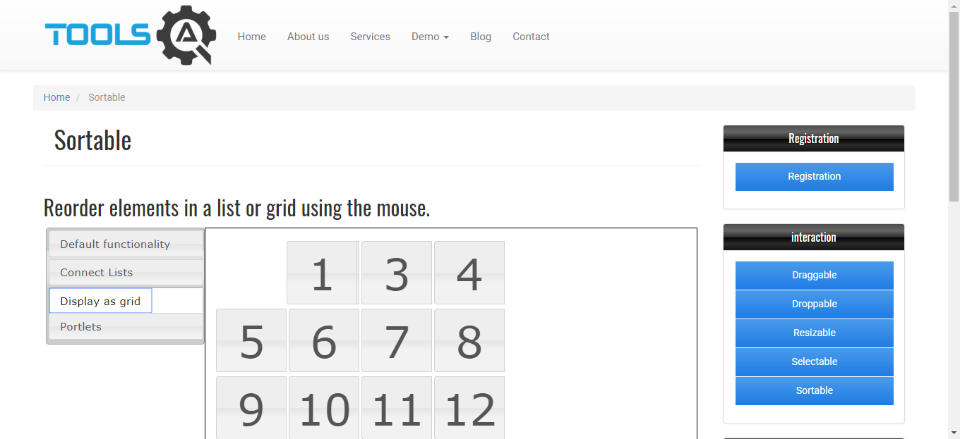 TOOLS QA Home About us Services Demo Blog Contact
Home / Sortable
Sortable
Reorder elements in a list or grid using the mouse.
Default functionality
Connect Lists
Display as grid
Portlets
1 3 4
5 6 7 8
9 10 11 12
Registration
Registration
interaction
Draggable
Droppable
Resizable
Selectable
Sortable